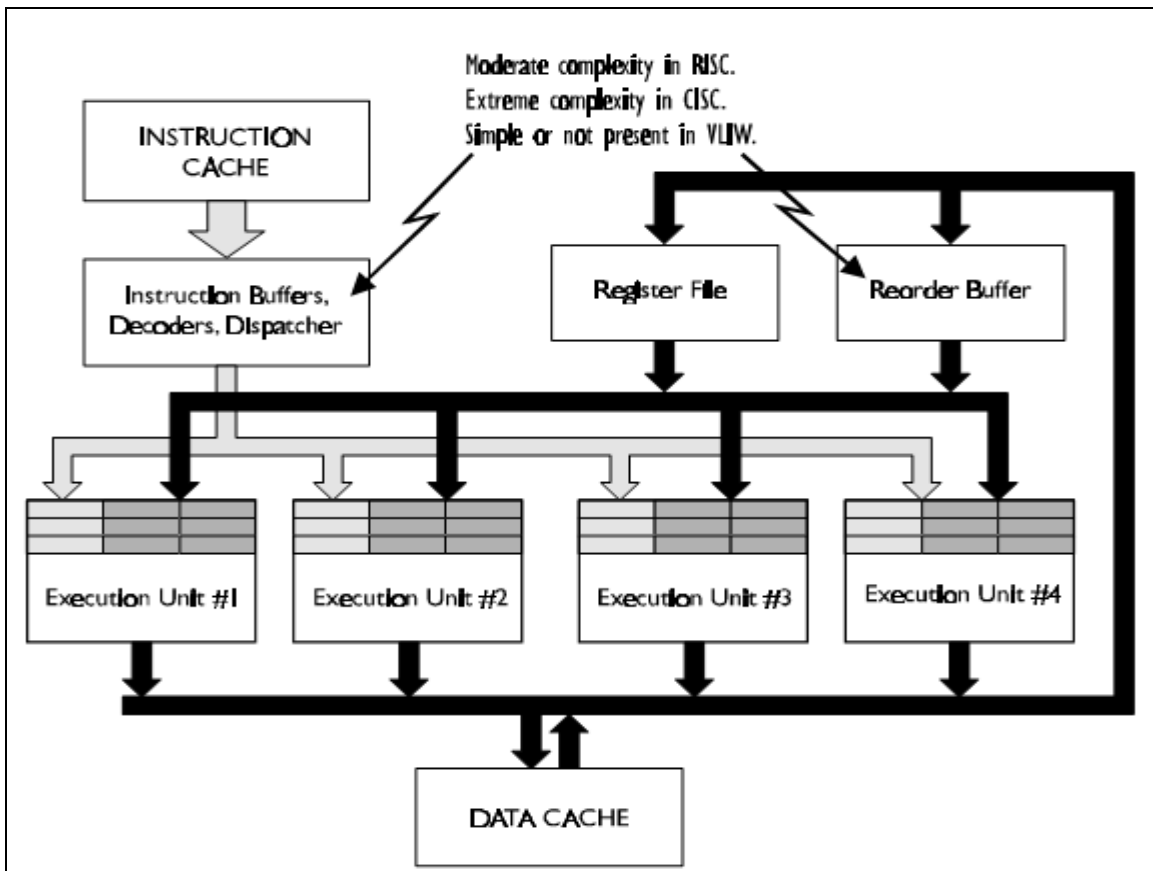 Moderate complexity in RISC.
Extreme complexity in CISC.
Simple or not present in VLIW.
INSTRUCTION
CACHE
Instruction Buffers,
Decoders, Dispatcher
Register File
Reorder Buffer
Execution Unit #1
Execution Unit #2
Execution Unit #3
Execution Unit #4
DATA CACHE